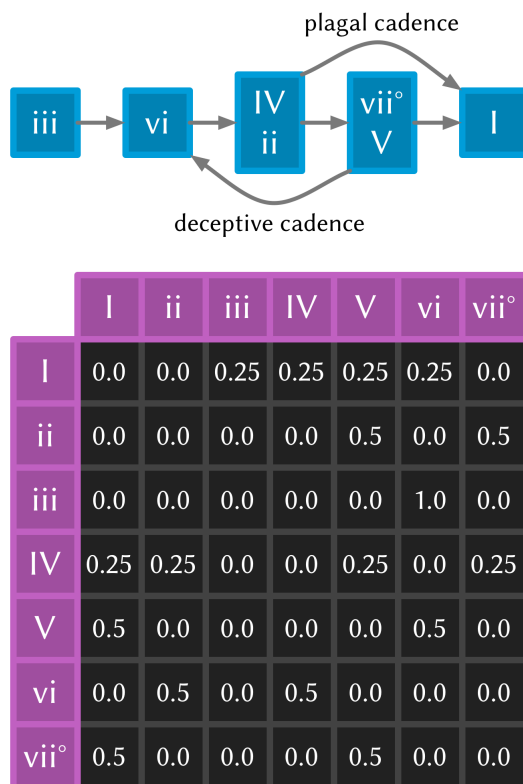 plagal cadence
iii vi IV vii° I
ii V
deceptive cadence
I ii iii IV V vi vii°
I 0.0 0.0 0.25 0.25 0.25 0.25 0.0
ii 0.0 0.0 0.0 0.0 0.5 0.0 0.5
iii 0.0 0.0 0.0 0.0 0.0 1.0 0.0
IV 0.25 0.25 0.0 0.0 0.25 0.0 0.25
V 0.5 0.0 0.0 0.0 0.0 0.5 0.0
vi 0.0 0.5 0.0 0.5 0.0 0.0 0.0
vii° 0.5 0.0 0.0 0.0 0.5 0.0 0.0